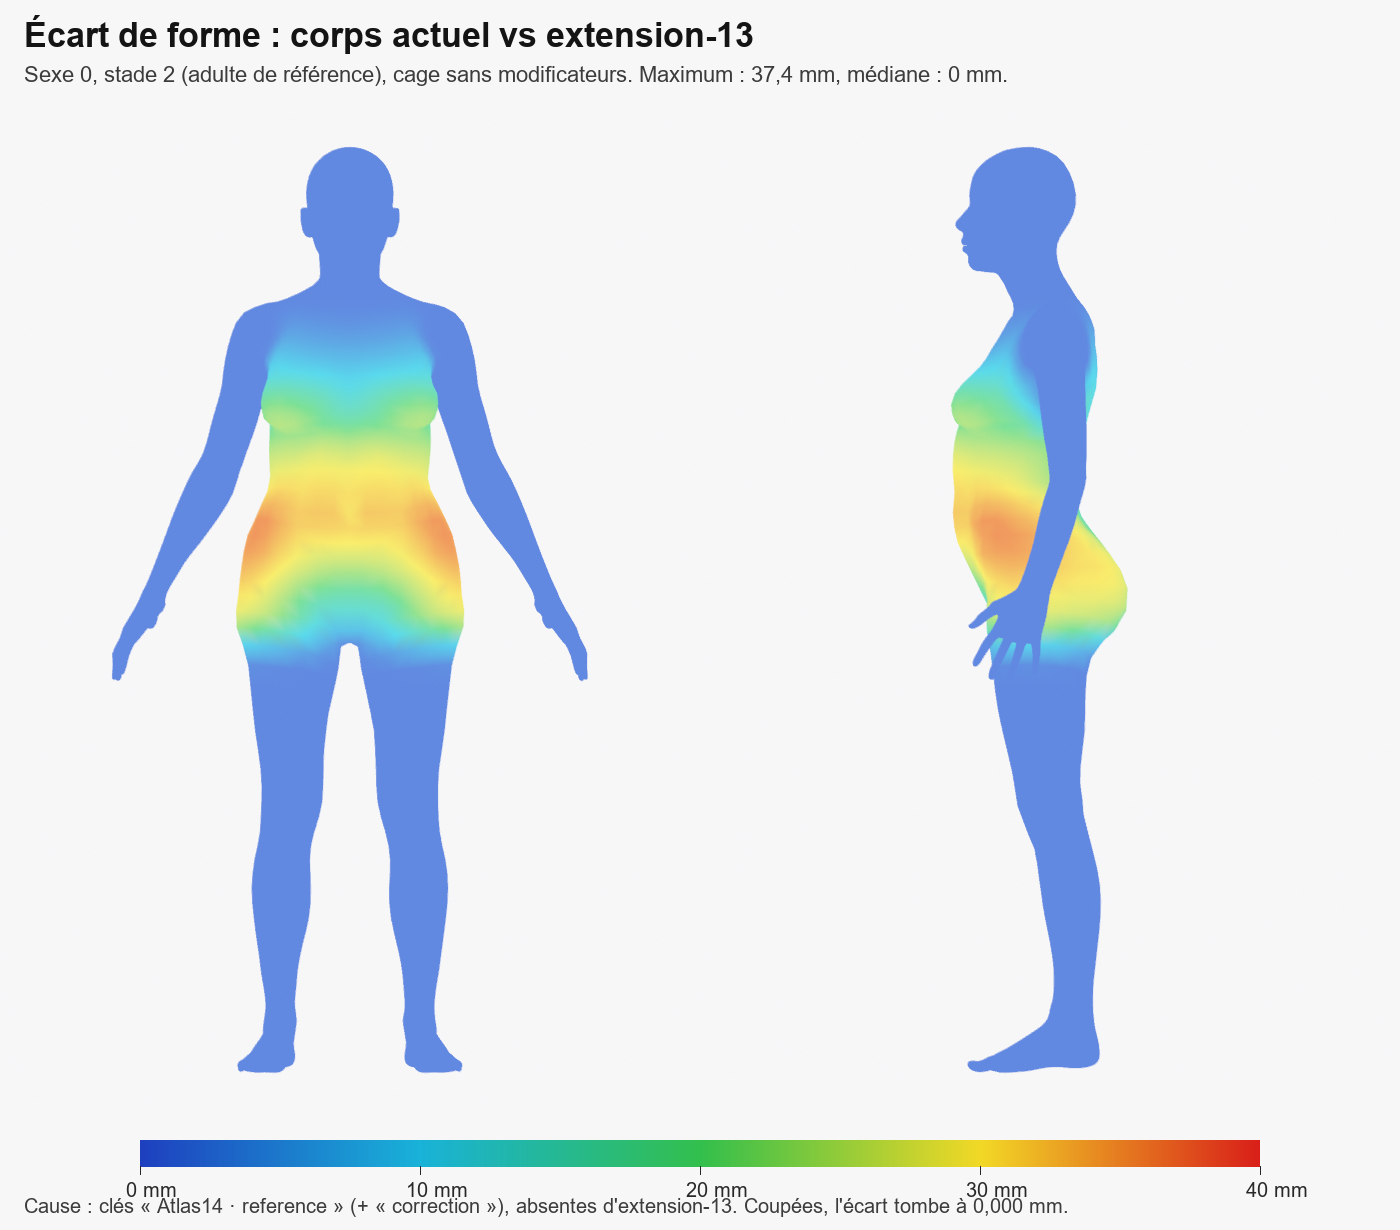 Écart de forme : corps actuel vs extension-13
Sexe 0, stade 2 (adulte de référence), cage sans modificateurs. Maximum : 37,4 mm, médiane : 0 mm.
0 mm 10 mm 20 mm 30 mm 40 mm
Cause : clés « Atlas14 · reference » (+ « correction »), absentes d'extension-13. Coupées, l'écart tombe à 0,000 mm.